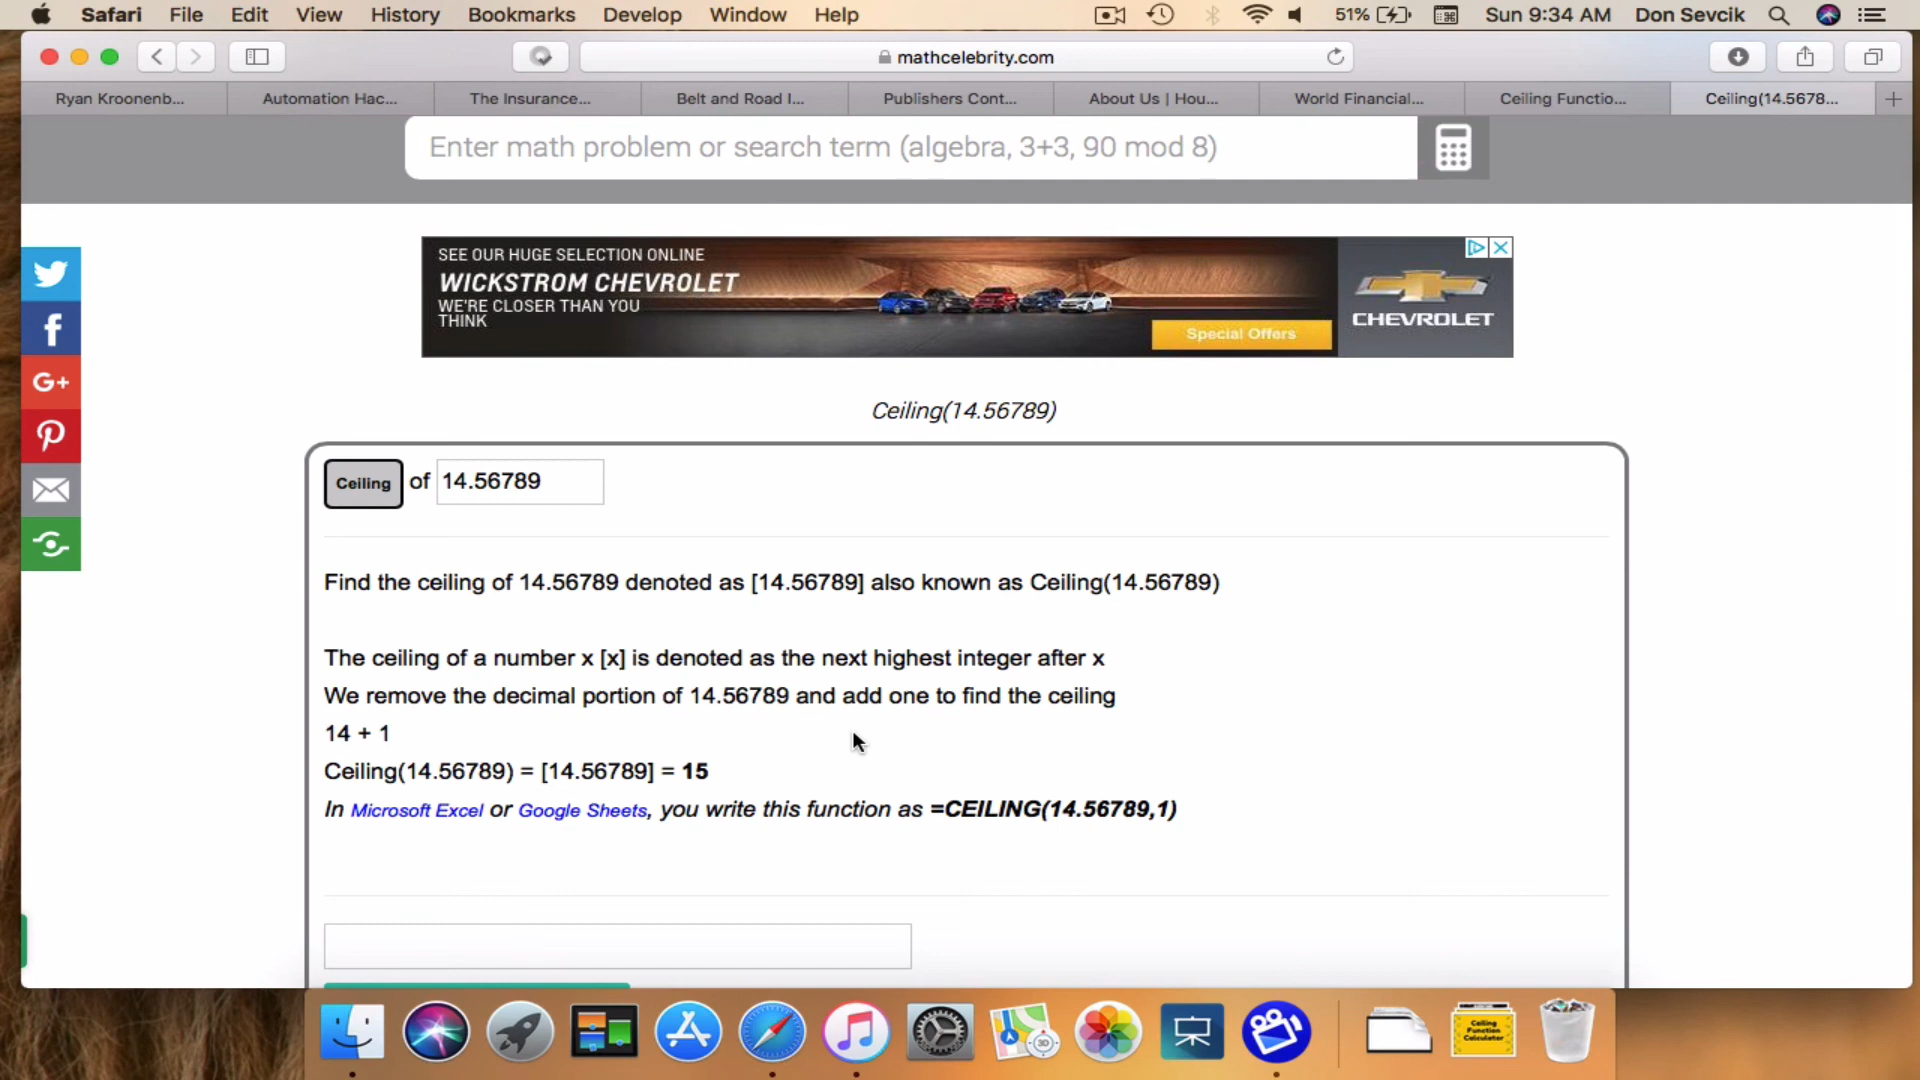 Safari File Edit View History Bookmarks Develop Window Help 51% Sun 9:34 AM Don Sevcik
mathcelebrity.com
Ryan Kroonenb... Automation Hac... The Insurance... Belt and Road I... Publishers Cont... About Us | Hou... World Financial... Ceiling Functio... Ceiling(14.5678...
Enter math problem or search term (algebra, 3+3, 90 mod 8)
SEE OUR HUGE SELECTION ONLINE
WICKSTROM CHEVROLET
WE'RE CLOSER THAN YOU
THINK
Special Offers
CHEVROLET
G+
Ceiling(14.56789)
Ceiling of 14.56789
Find the ceiling of 14.56789 denoted as [14.56789] also known as Ceiling(14.56789)
The ceiling of a number x [x] is denoted as the next highest integer after x
We remove the decimal portion of 14.56789 and add one to find the ceiling
14 + 1
Ceiling(14.56789) = [14.56789] = 15
In Microsoft Excel or Google Sheets, you write this function as =CEILING(14.56789,1)
3D
Ceiling
Function
Calculator